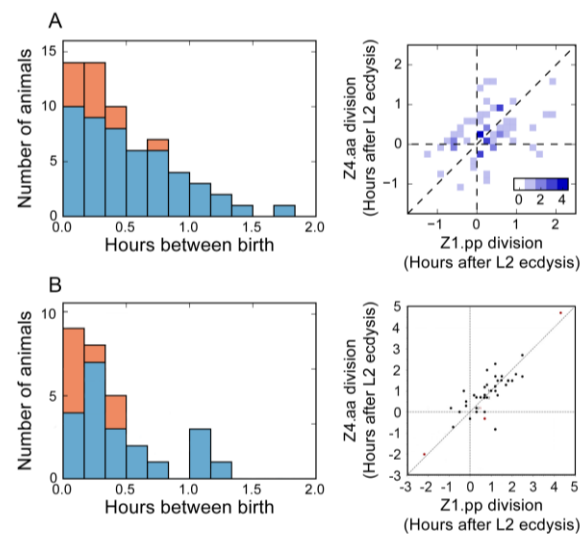 A
15
10
5
0
Number of animals
0.0 0.5 1.0 1.5 2.0
Hours between birth
2
1
0
-1
Z4.aa division
(Hours after L2 ecdysis)
0 2 4
-1 0 1 2
Z1.pp division
(Hours after L2 ecdysis)
B
10
5
0
Number of animals
0.0 0.5 1.0 1.5 2.0
Hours between birth
5
4
3
2
1
0
-1
-2
-3
Z4.aa division
(Hours after L2 ecdysis)
-3 -2 -1 0 1 2 3 4 5
Z1.pp division
(Hours after L2 ecdysis)